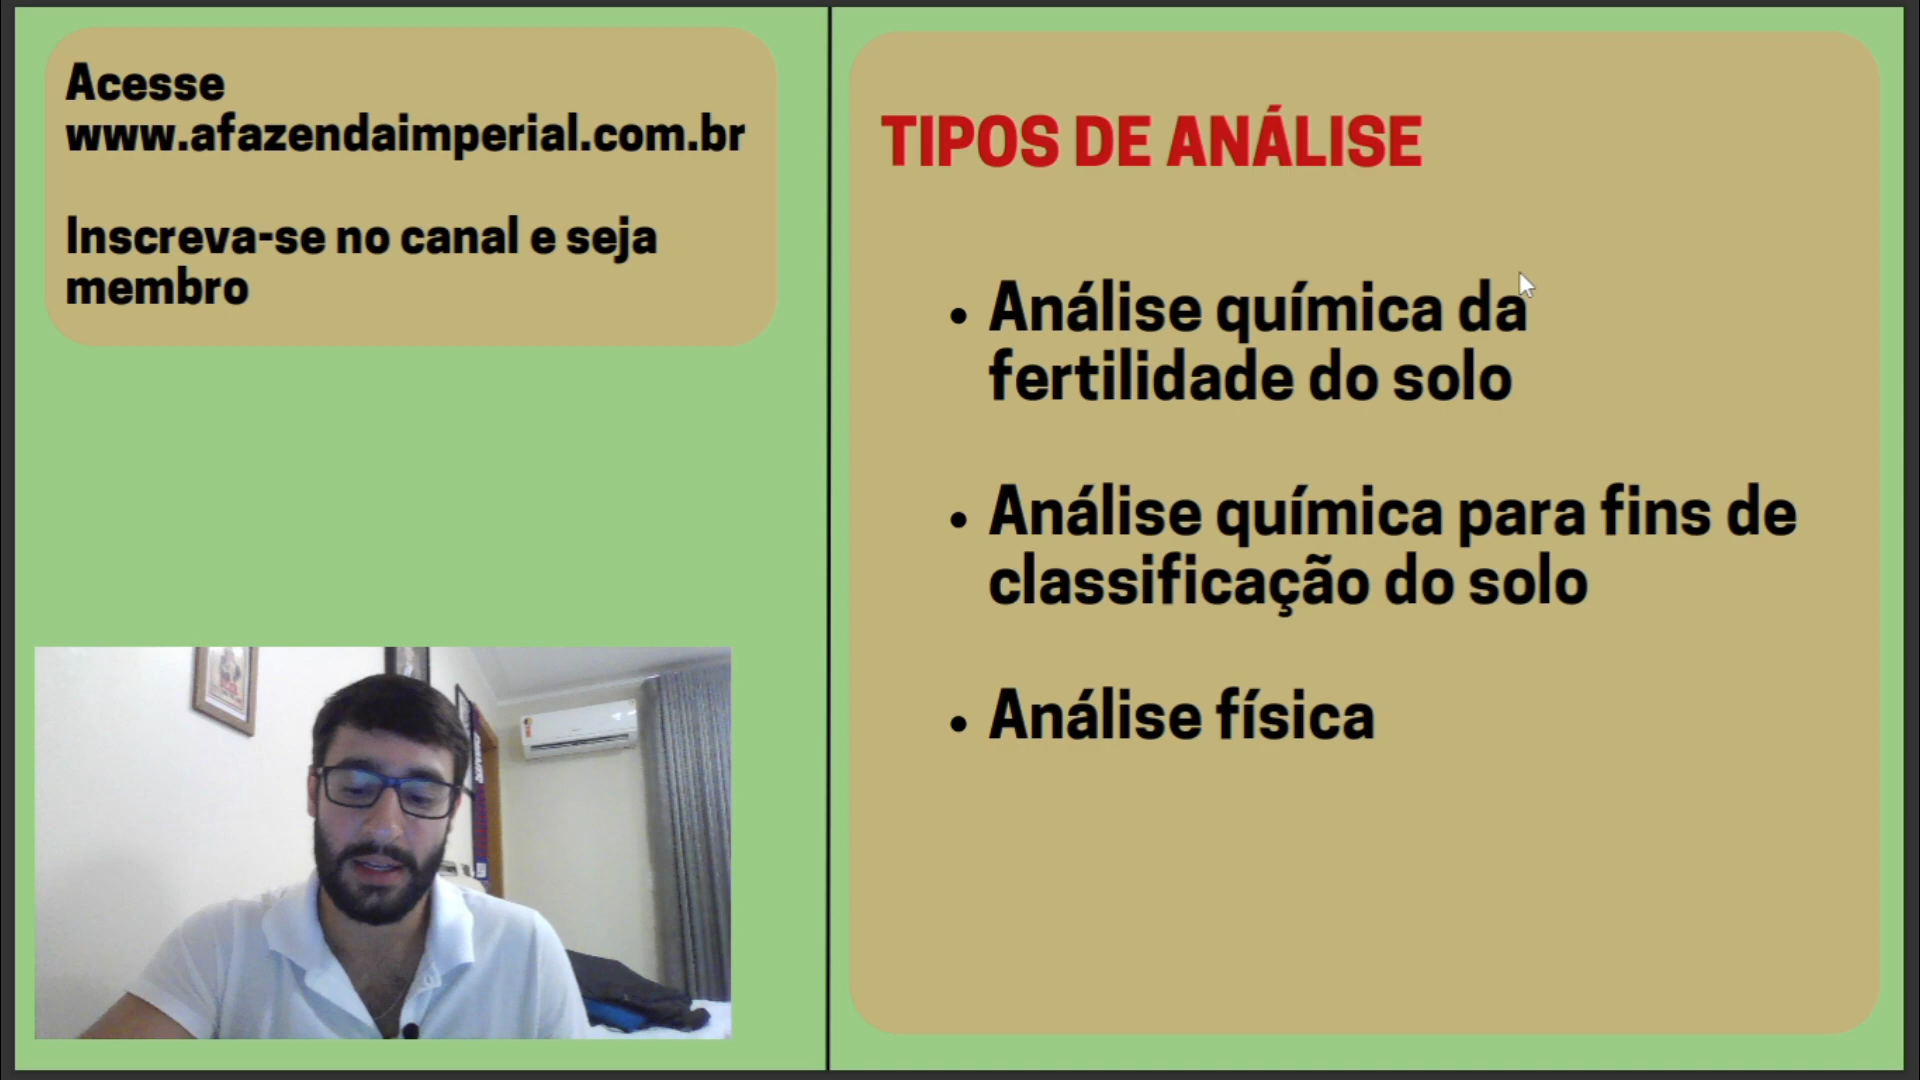 Acesse
www.afazendaimperial.com.br
Inscreva-se no canal e seja
membro
TIPOS DE ANÁLISE
• Análise química da
fertilidade do solo
• Análise química para fins de
classificação do solo
• Análise física